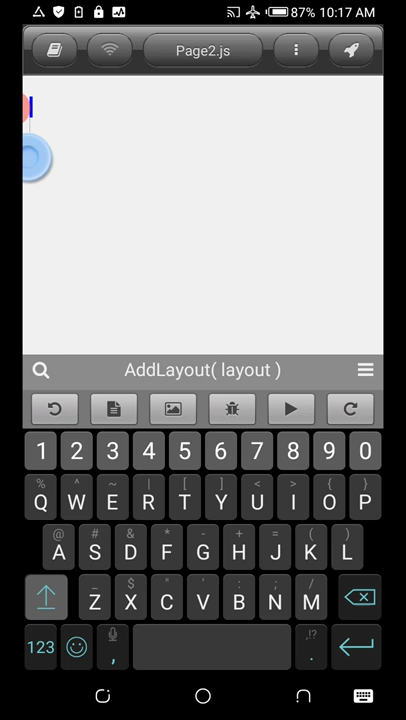 87% 10:17 AM
Page2.js
AddLayout( layout )
1 2 3 4 5 6 7 8 9 0
% ^ ~ | [ ] < > { }
Q W E R T Y U I O P
@ # & * - + = ( )
A S D F G H J K L
_ $ " ' : ; /
Z X C V B N M
,!?
123 , .